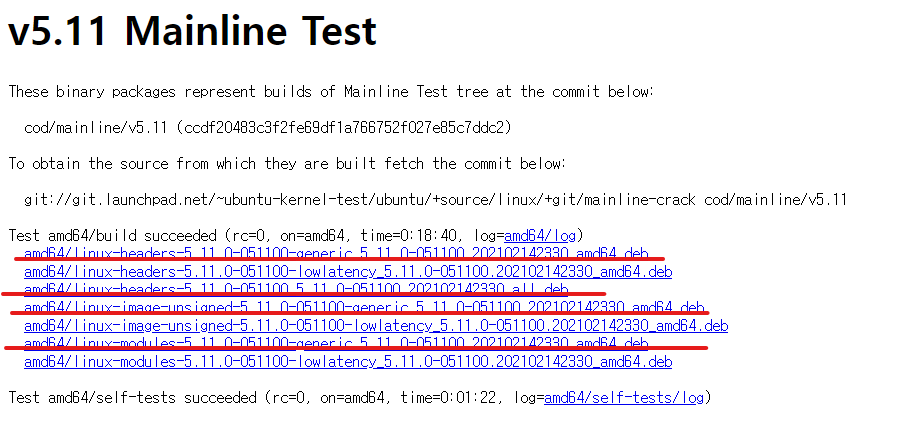 v5.11 Mainline Test
These binary packages represent builds of Mainline Test tree at the commit below:
cod/mainline/v5.11 (ccdf20483c3f2fe69df1a766752f027e85c7ddc2)
To obtain the source from which they are built fetch the commit below:
git://git.launchpad.net/~ubuntu-kernel-test/ubuntu/+source/linux/+git/mainline-crack cod/mainline/v5.11
Test amd64/build succeeded (rc=0, on=amd64, time=0:18:40, log=amd64/log)
amd64/linux-headers-5.11.0-051100-generic_5.11.0-051100.202102142330_amd64.deb
amd64/linux-headers-5.11.0-051100-lowlatency_5.11.0-051100.202102142330_amd64.deb
amd64/linux-headers-5.11.0-051100_5.11.0-051100.202102142330_all.deb
amd64/linux-image-unsigned-5.11.0-051100-generic_5.11.0-051100.202102142330_amd64.deb
amd64/linux-image-unsigned-5.11.0-051100-lowlatency_5.11.0-051100.202102142330_amd64.deb
amd64/linux-modules-5.11.0-051100-generic_5.11.0-051100.202102142330_amd64.deb
amd64/linux-modules-5.11.0-051100-lowlatency_5.11.0-051100.202102142330_amd64.deb
Test amd64/self-tests succeeded (rc=0, on=amd64, time=0:01:22, log=amd64/self-tests/log)